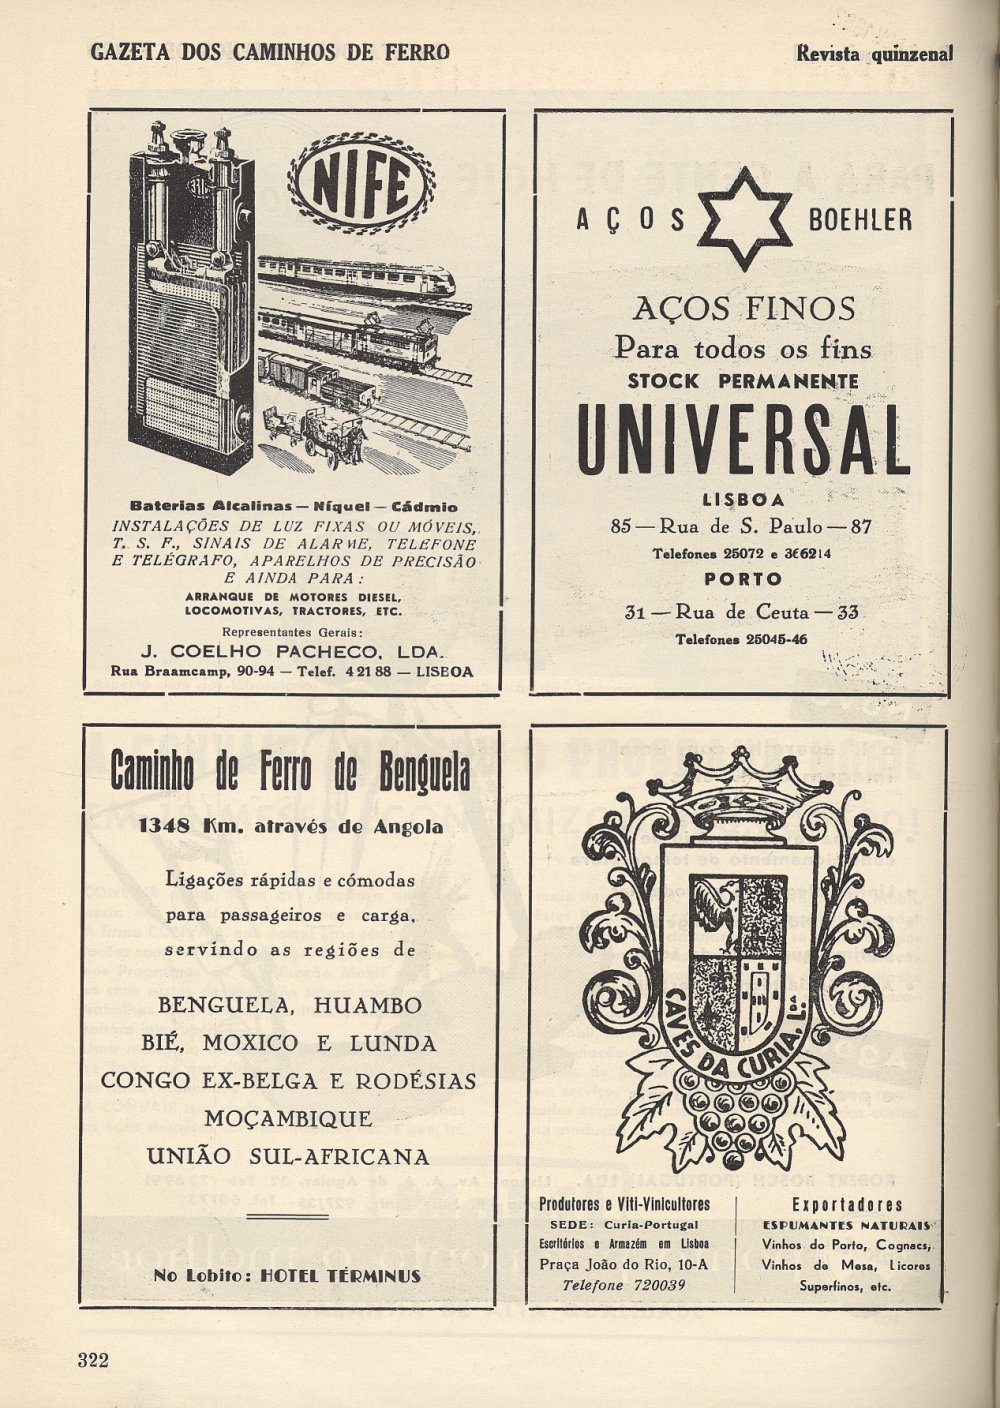 GAZETA DOS CAMINHOS DE FERRO
Revista quinzenal
NIFE
Baterias Alcalinas — Níquel — Cádmio
INSTALAÇÕES DE LUZ FIXAS OU MÓVEIS,
T. S. F., SINAIS DE ALARME, TELEFONE
E TELÉGRAFO, APARELHOS DE PRECISÃO
E AINDA PARA:
ARRANQUE DE MOTORES DIESEL,
LOCOMOTIVAS, TRACTORES, ETC.
Representantes Gerais:
J. COELHO PACHECO, LDA.
Rua Braamcamp, 90-94 — Telef. 4 21 88 — LISBOA
AÇOS BOEHLER
AÇOS FINOS
Para todos os fins
STOCK PERMANENTE
UNIVERSAL
LISBOA
85 — Rua de S. Paulo — 87
Telefones 25072 e 366214
PORTO
31 — Rua de Ceuta — 33
Telefones 25045-46
Caminho de Ferro de Benguela
1348 Km. através de Angola
Ligações rápidas e cómodas
para passageiros e carga,
servindo as regiões de
BENGUELA, HUAMBO
BIÉ, MOXICO E LUNDA
CONGO EX-BELGA E RODÉSIAS
MOÇAMBIQUE
UNIÃO SUL-AFRICANA
No Lobito: HOTEL TÉRMINUS
CAVES DA CURIA, L.ᴰᴬ
Produtores e Viti-Vinicultores
SEDE: Curia-Portugal
Escritórios e Armazém em Lisboa
Praça João do Rio, 10-A
Telefone 720039
Exportadores
ESPUMANTES NATURAIS
Vinhos do Porto, Cognacs,
Vinhos de Mesa, Licores
Superfinos, etc.
322